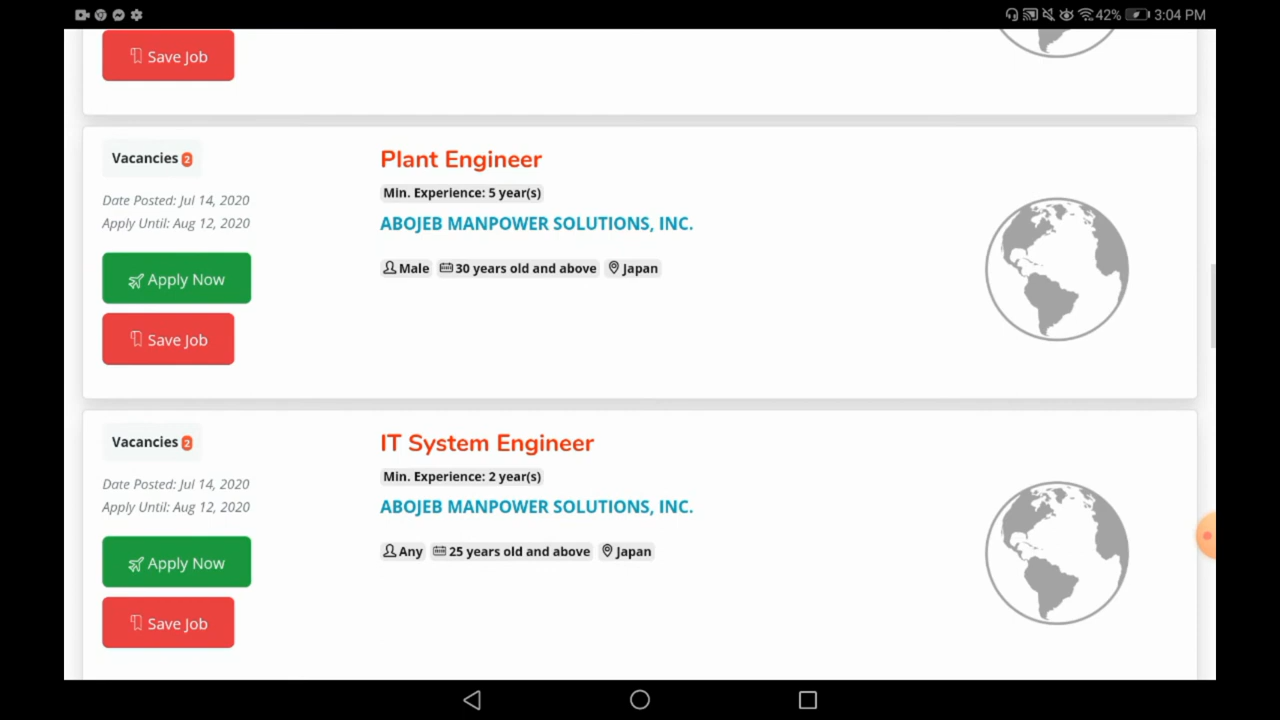 42% 3:04 PM
Save Job
Vacancies 2
Plant Engineer
Min. Experience: 5 year(s)
Date Posted: Jul 14, 2020
Apply Until: Aug 12, 2020
ABOJEB MANPOWER SOLUTIONS, INC.
Male 30 years old and above Japan
Apply Now
Save Job
Vacancies 2
IT System Engineer
Min. Experience: 2 year(s)
Date Posted: Jul 14, 2020
Apply Until: Aug 12, 2020
ABOJEB MANPOWER SOLUTIONS, INC.
Any 25 years old and above Japan
Apply Now
Save Job